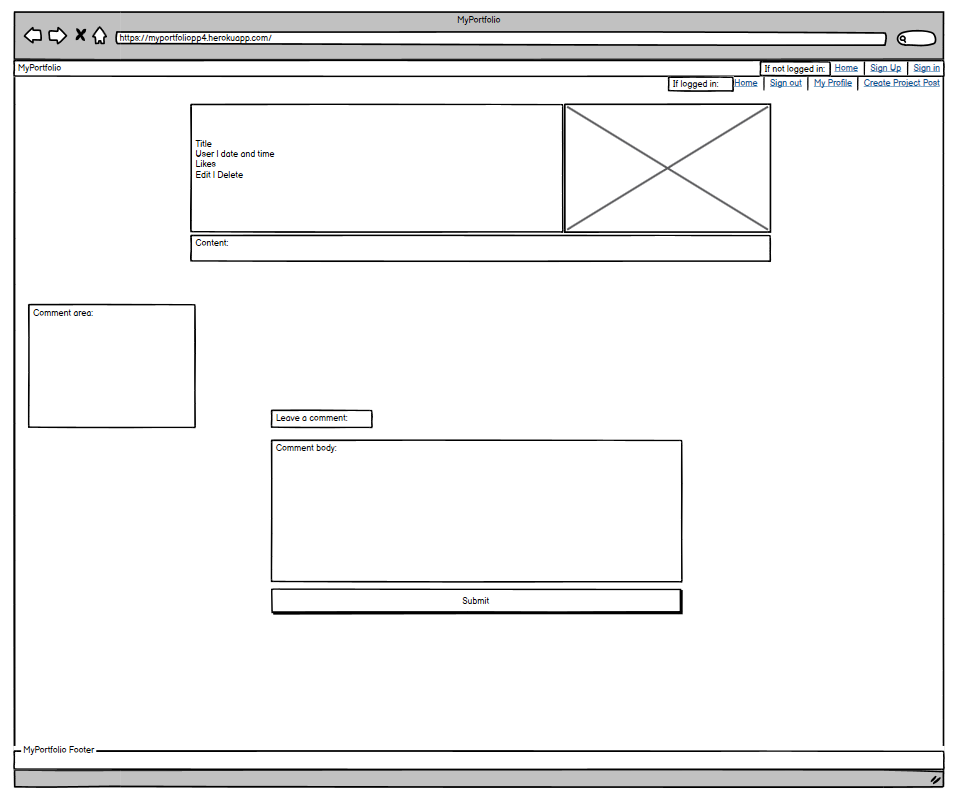 MyPortfolio
https://myportfoliopp4.herokuapp.com/
MyPortfolio If not logged in: Home Sign Up Sign in
If logged in: Home Sign out My Profile Create Project Post
Title
User | date and time
Likes
Edit | Delete
Content:
Comment area:
Leave a comment:
Comment body:
Submit
MyPortfolio Footer